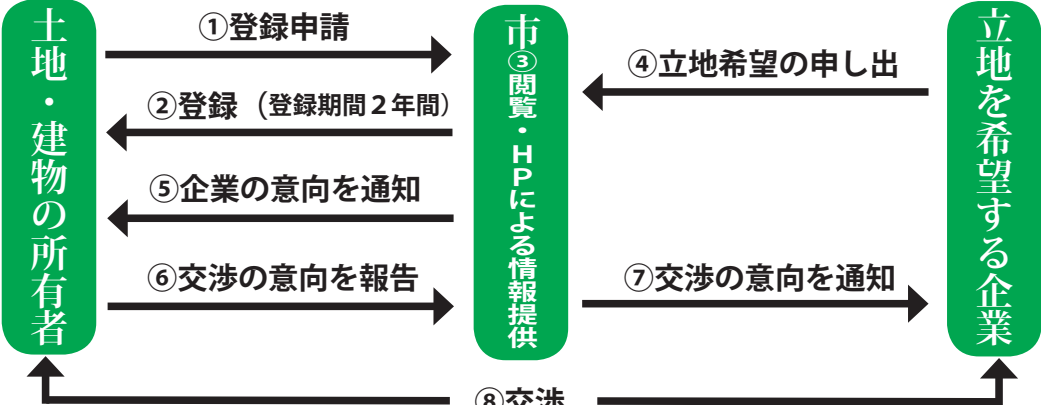 土地・建物の所有者
①登録申請
②登録（登録期間２年間）
⑤企業の意向を通知
⑥交渉の意向を報告
市③閲覧・HPによる情報提供
④立地希望の申し出
⑦交渉の意向を通知
立地を希望する企業
⑧交渉